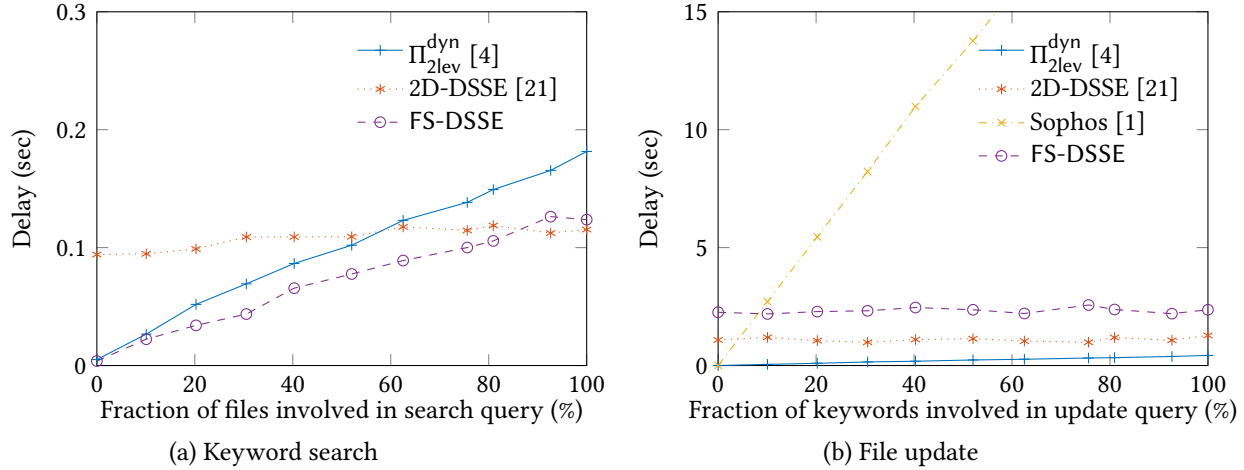 0.3
0.2
0.1
0
Delay (sec)
Π^dyn_2lev [4]
2D-DSSE [21]
FS-DSSE
0 20 40 60 80 100
Fraction of files involved in search query (%)
(a) Keyword search
15
10
5
0
Delay (sec)
Π^dyn_2lev [4]
2D-DSSE [21]
Sophos [1]
FS-DSSE
0 20 40 60 80 100
Fraction of keywords involved in update query (%)
(b) File update